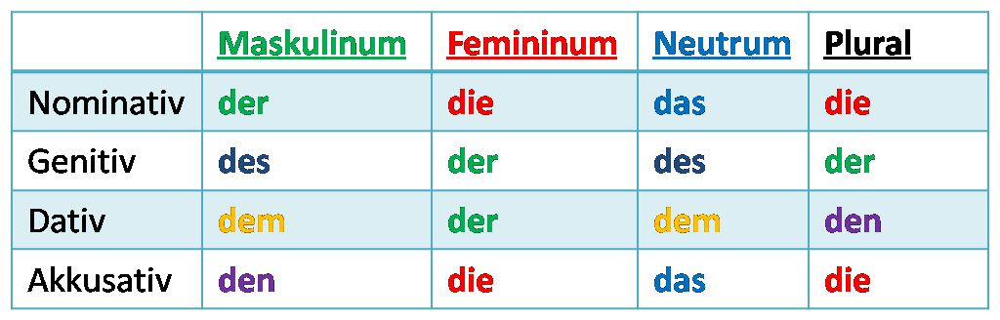 Maskulinum Femininum Neutrum Plural
Nominativ der die das die
Genitiv des der des der
Dativ dem der dem den
Akkusativ den die das die